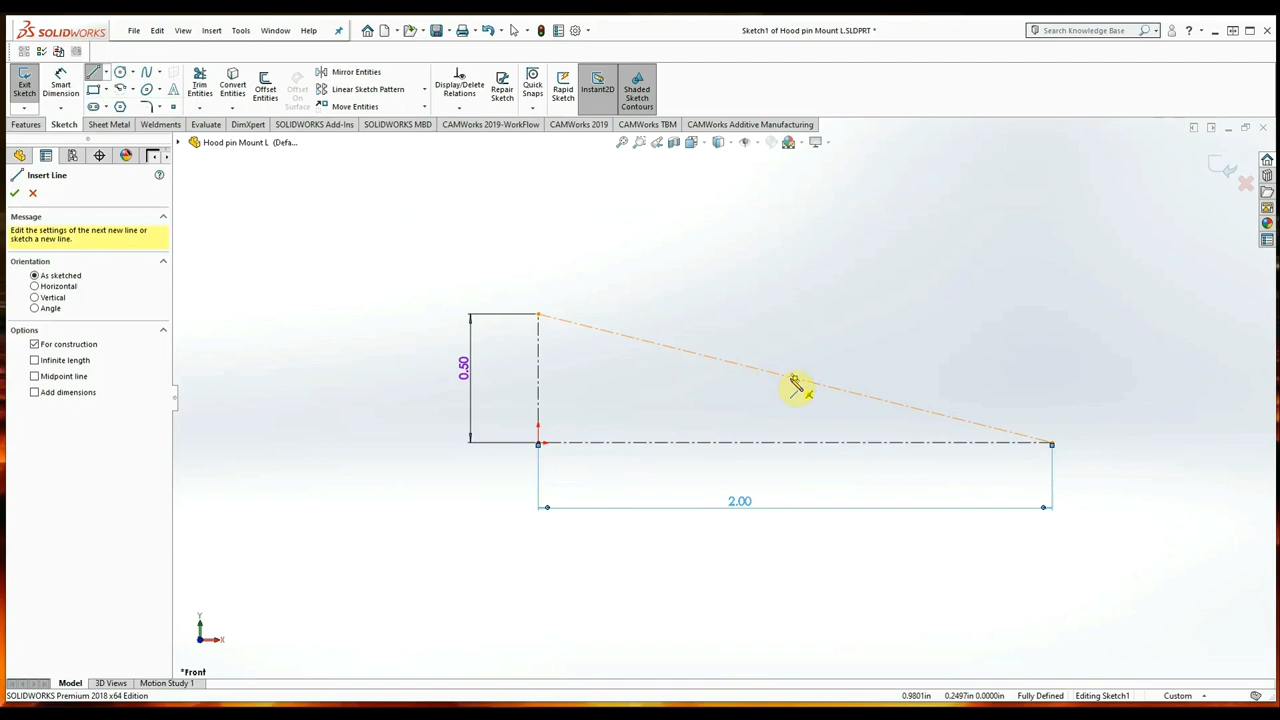 SOLIDWORKS
File Edit View Insert Tools Window Help
Sketch1 of Hood pin Mount L.SLDPRT *
Search Knowledge Base
Exit Sketch
Smart Dimension
Trim Entities
Convert Entities
Offset Entities
Offset On Surface
Mirror Entities
Linear Sketch Pattern
Move Entities
Display/Delete Relations
Repair Sketch
Quick Snaps
Rapid Sketch
Instant2D
Shaded Sketch Contours
Features Sketch Sheet Metal Weldments Evaluate DimXpert SOLIDWORKS Add-Ins SOLIDWORKS MBD CAMWorks 2019-WorkFlow CAMWorks 2019 CAMWorks TBM CAMWorks Additive Manufacturing
Hood pin Mount L (Defa...
Insert Line
Message
Edit the settings of the next new line or
sketch a new line.
Orientation
As sketched
Horizontal
Vertical
Angle
Options
For construction
Infinite length
Midpoint line
Add dimensions
0.50
2.00
Y
X
*Front
Model 3D Views Motion Study 1
SOLIDWORKS Premium 2018 x64 Edition
0.9801in 0.2497in 0.0000in Fully Defined Editing Sketch1 Custom